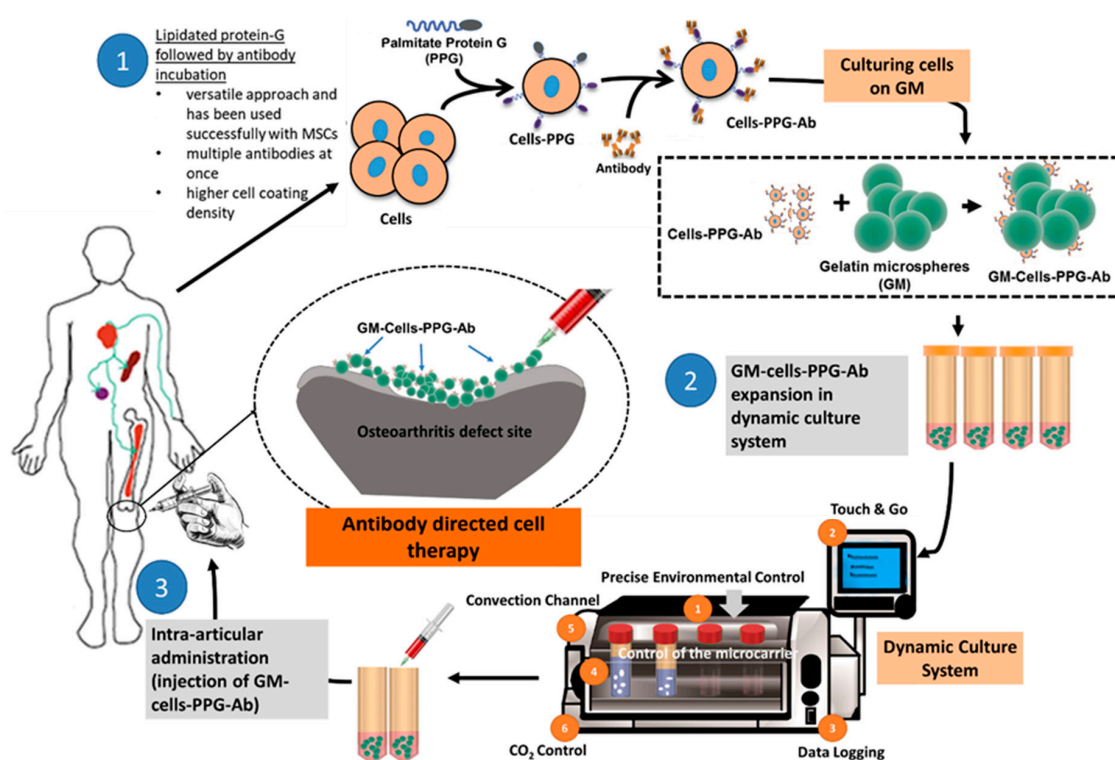 1
Lipidated protein-G
followed by antibody
incubation
• versatile approach and
has been used
successfully with MSCs
• multiple antibodies at
once
• higher cell coating
density
Palmitate Protein G
(PPG)
Cells
Cells-PPG
Antibody
Cells-PPG-Ab
Culturing cells
on GM
Cells-PPG-Ab
+
Gelatin microspheres
(GM)
GM-Cells-PPG-Ab
2
GM-cells-PPG-Ab
expansion in
dynamic culture
system
GM-Cells-PPG-Ab
Osteoarthritis defect site
Antibody directed cell
therapy
Touch & Go
2
Precise Environmental Control
1
Convection Channel
5
Control of the microcarrier
4
Dynamic Culture
System
6
CO₂ Control
3
Data Logging
3
Intra-articular
administration
(injection of GM-
cells-PPG-Ab)